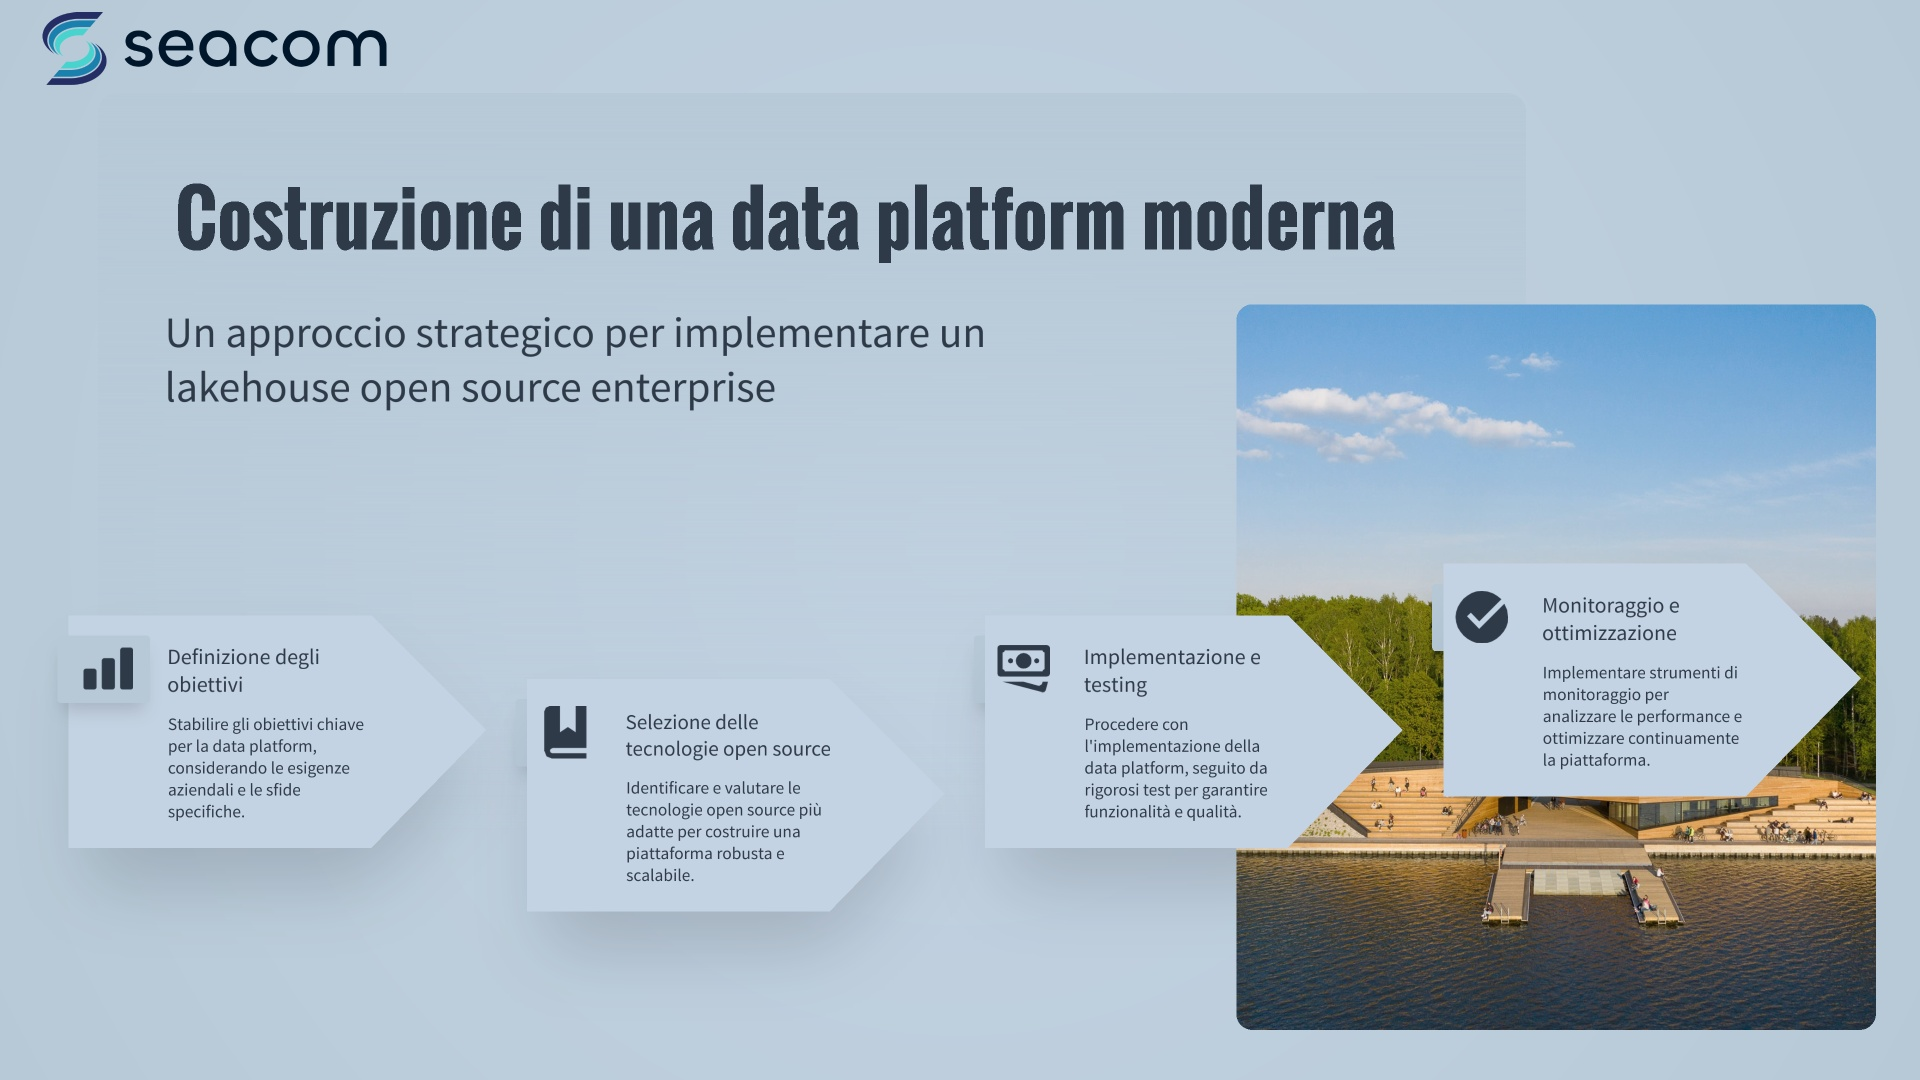 seacom
Costruzione di una data platform moderna
Un approccio strategico per implementare un
lakehouse open source enterprise
Definizione degli
obiettivi
Stabilire gli obiettivi chiave
per la data platform,
considerando le esigenze
aziendali e le sfide
specifiche.
Selezione delle
tecnologie open source
Identificare e valutare le
tecnologie open source più
adatte per costruire una
piattaforma robusta e
scalabile.
Implementazione e
testing
Procedere con
l'implementazione della
data platform, seguito da
rigorosi test per garantire
funzionalità e qualità.
Monitoraggio e
ottimizzazione
Implementare strumenti di
monitoraggio per
analizzare le performance e
ottimizzare continuamente
la piattaforma.